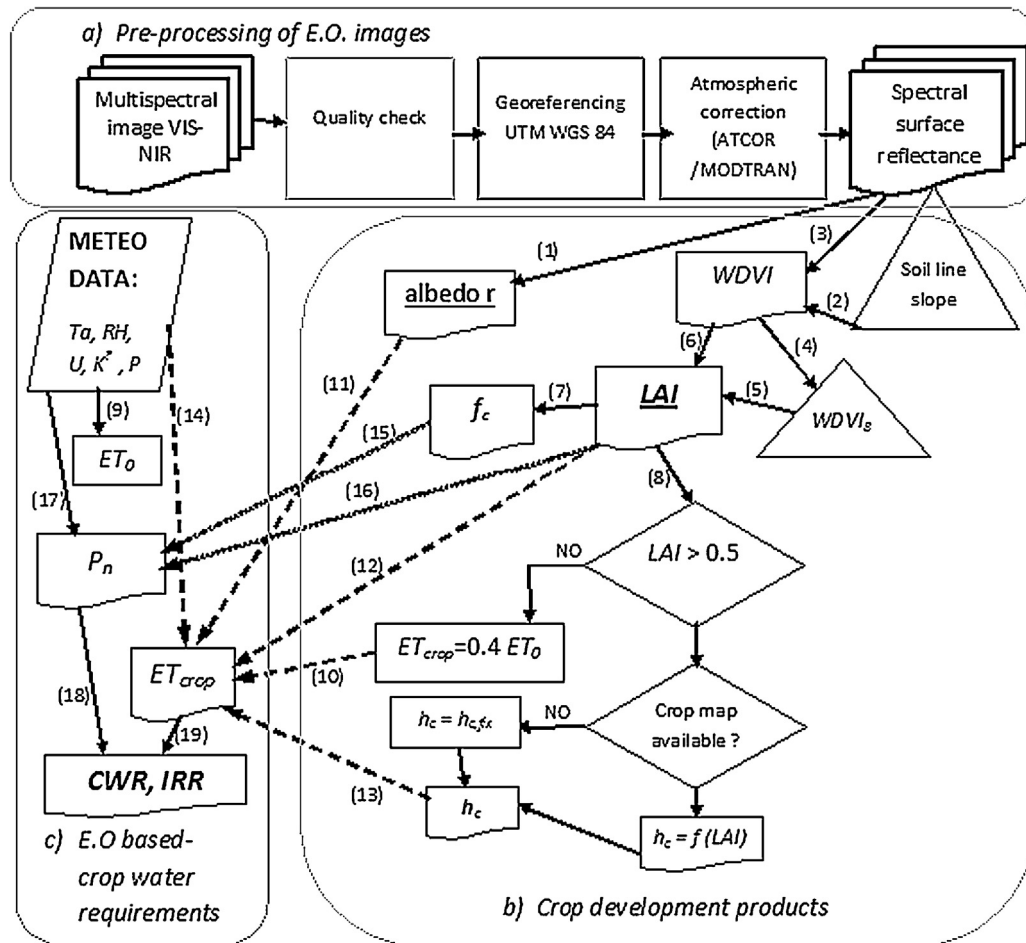 a) Pre-processing of E.O. images
Multispectral
image VIS-
NIR
Quality check
Georeferencing
UTM WGS 84
Atmospheric
correction
(ATCOR
/MODTRAN)
Spectral
surface
reflectance
METEO
DATA:
Ta, RH,
U, K , P
(1)
albedo r
(3)
WDVI
(2)
Soil line
slope
(6)
(4)
(5)
WDVIs
LAI
(7)
fc
(11)
(15)
(16)
(14)
(9)
ET0
(17)
Pn
(8)
LAI > 0.5
NO
(12)
ETcrop=0.4 ET0
(10)
ETcrop
(18)
(19)
Crop map
available ?
NO
hc = hc,fix
(13)
hc
hc = f (LAI)
CWR, IRR
c) E.O based-
crop water
requirements
b) Crop development products